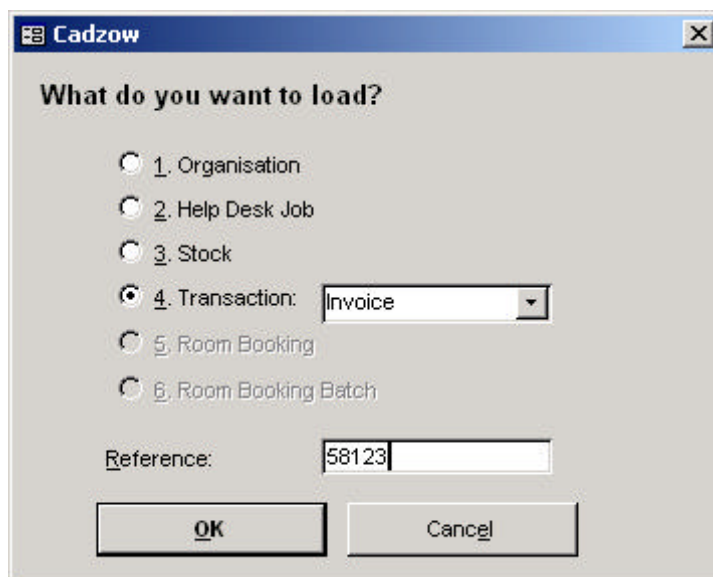 Cadzow
What do you want to load?
1. Organisation
2. Help Desk Job
3. Stock
4. Transaction: Invoice
5. Room Booking
6. Room Booking Batch
Reference: 58123
OK Cancel